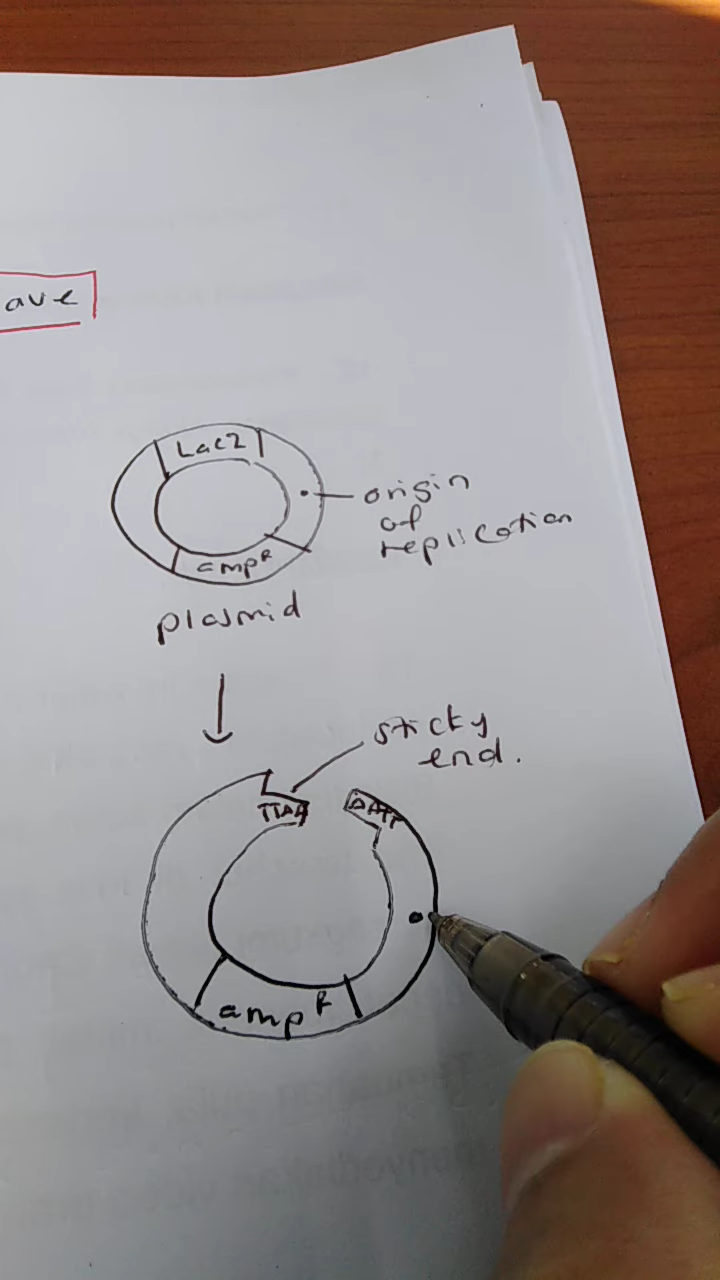 ave
LacZ
origin
of
replication
ampR
plasmid
sticky
end.
TTAA
AATT
ampR